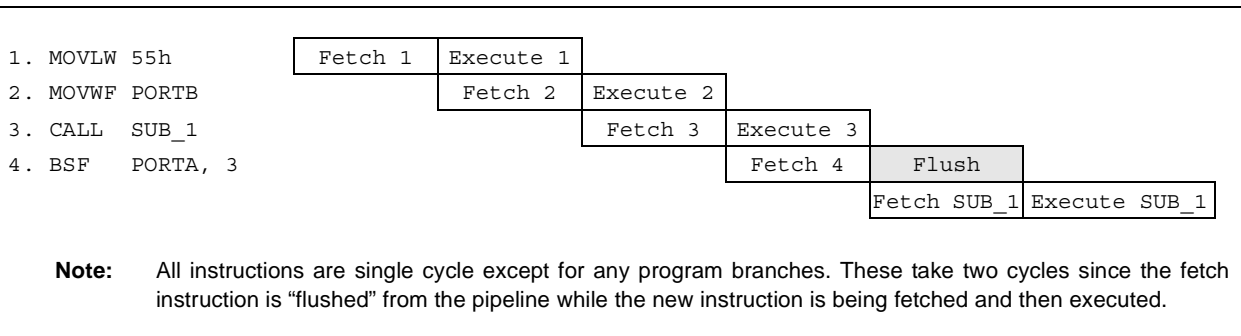 1. MOVLW 55h Fetch 1 Execute 1
2. MOVWF PORTB Fetch 2 Execute 2
3. CALL SUB_1 Fetch 3 Execute 3
4. BSF PORTA, 3 Fetch 4 Flush
Fetch SUB_1 Execute SUB_1
Note: All instructions are single cycle except for any program branches. These take two cycles since the fetch
instruction is “flushed” from the pipeline while the new instruction is being fetched and then executed.